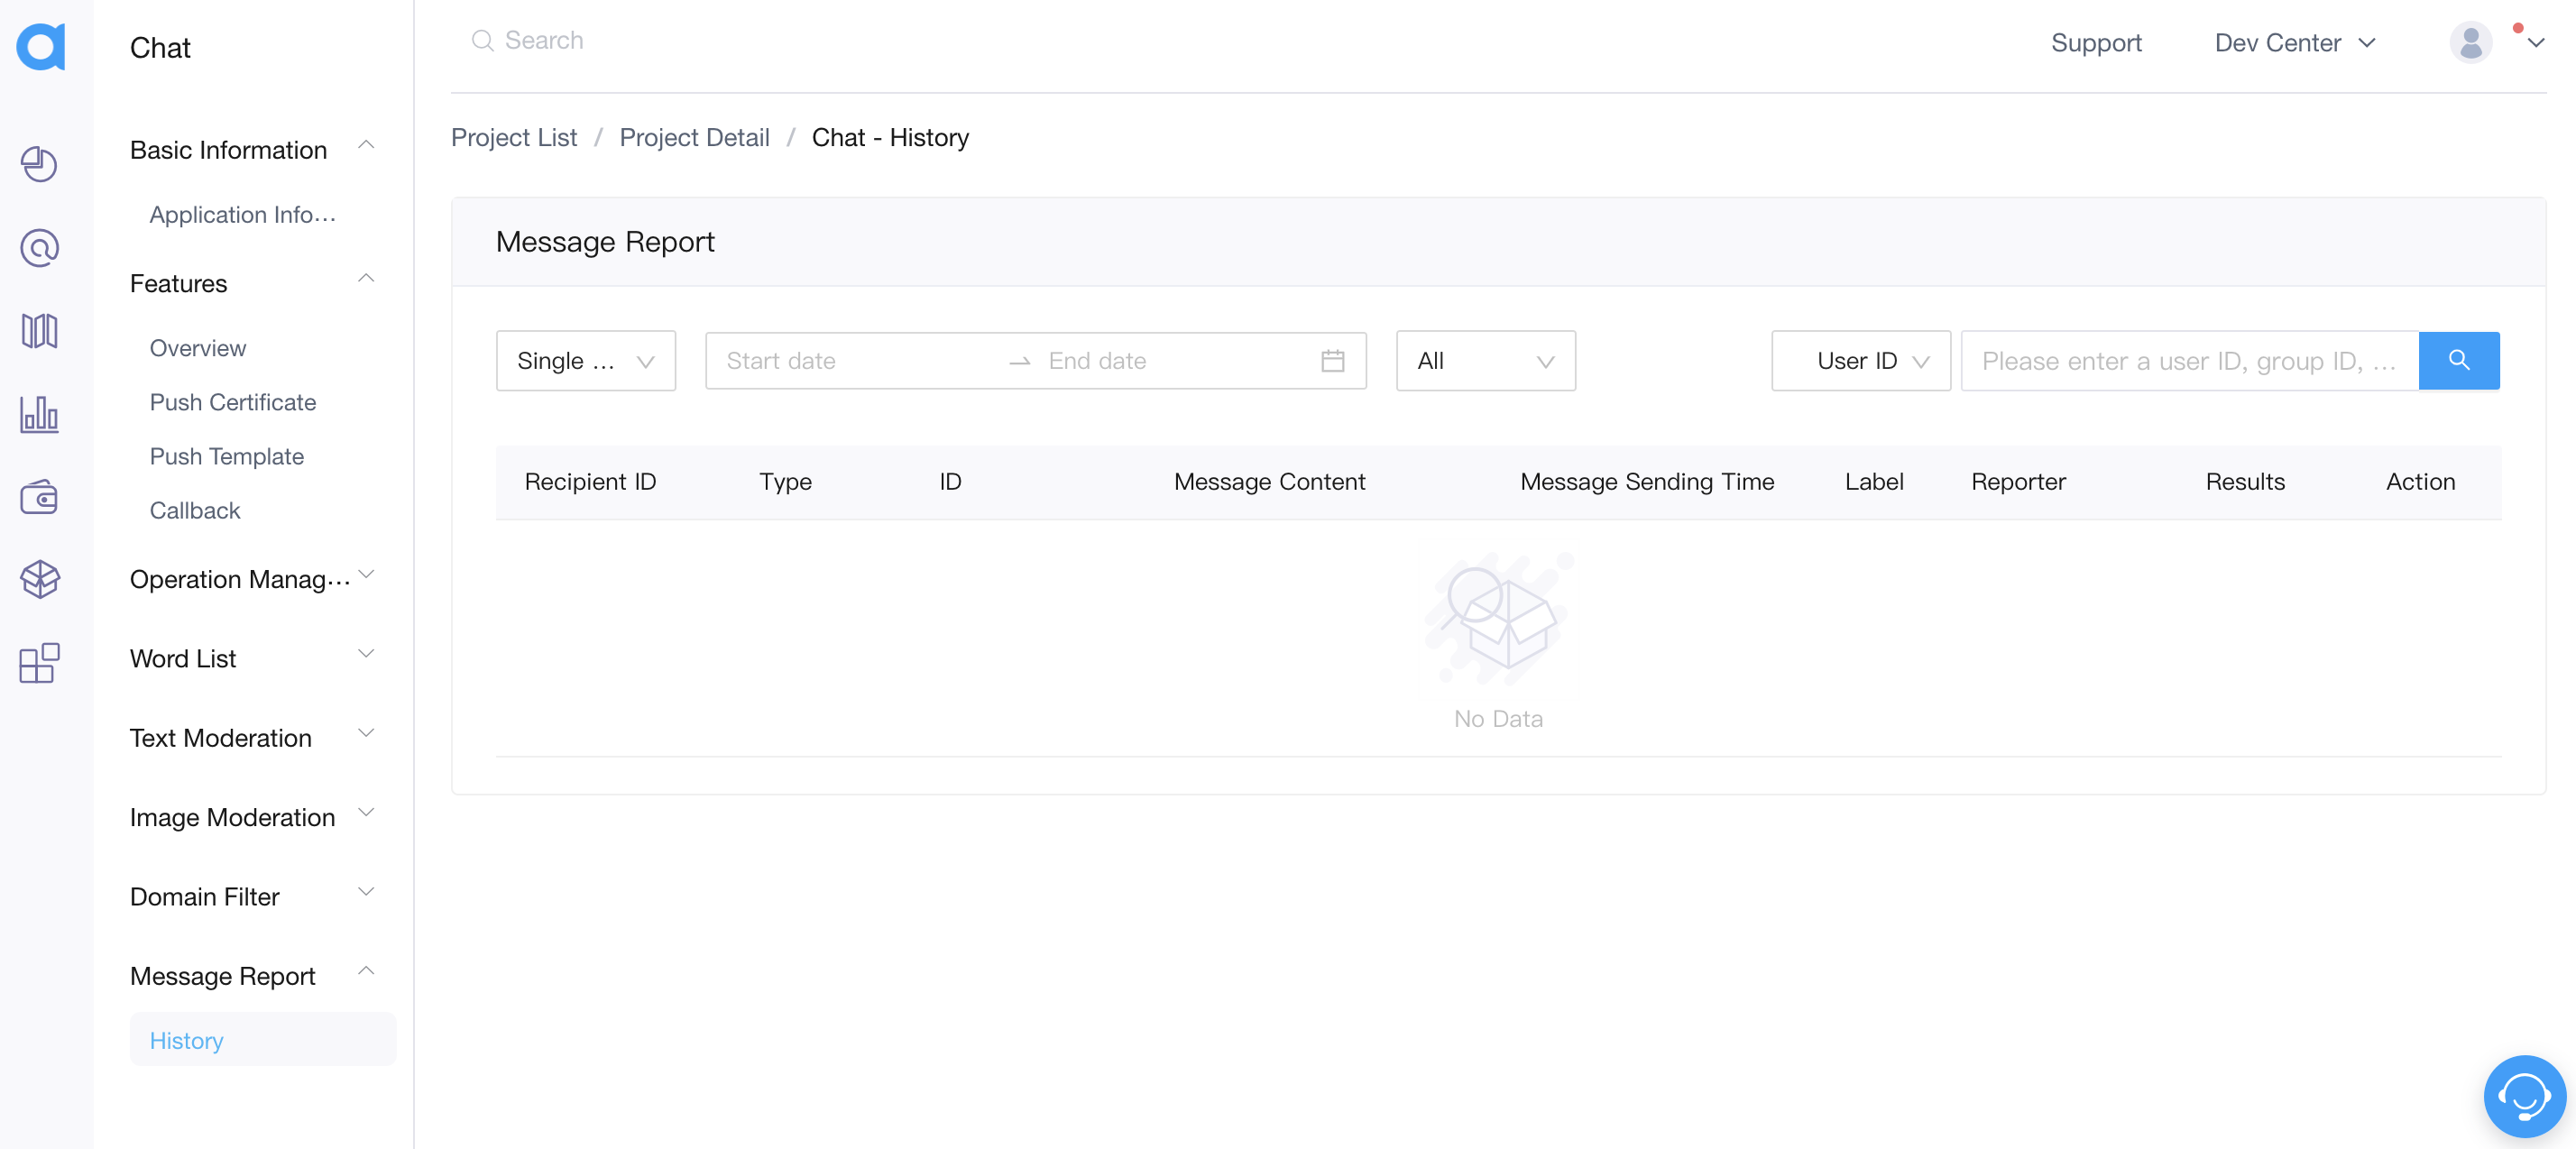 Chat
Search
Support
Dev Center
Basic Information
Application Info...
Features
Overview
Push Certificate
Push Template
Callback
Operation Manag...
Word List
Text Moderation
Image Moderation
Domain Filter
Message Report
History
Project List / Project Detail / Chat - History
Message Report
Single ...
Start date → End date
All
User ID
Please enter a user ID, group ID, ...
Recipient ID Type ID Message Content Message Sending Time Label Reporter Results Action
No Data